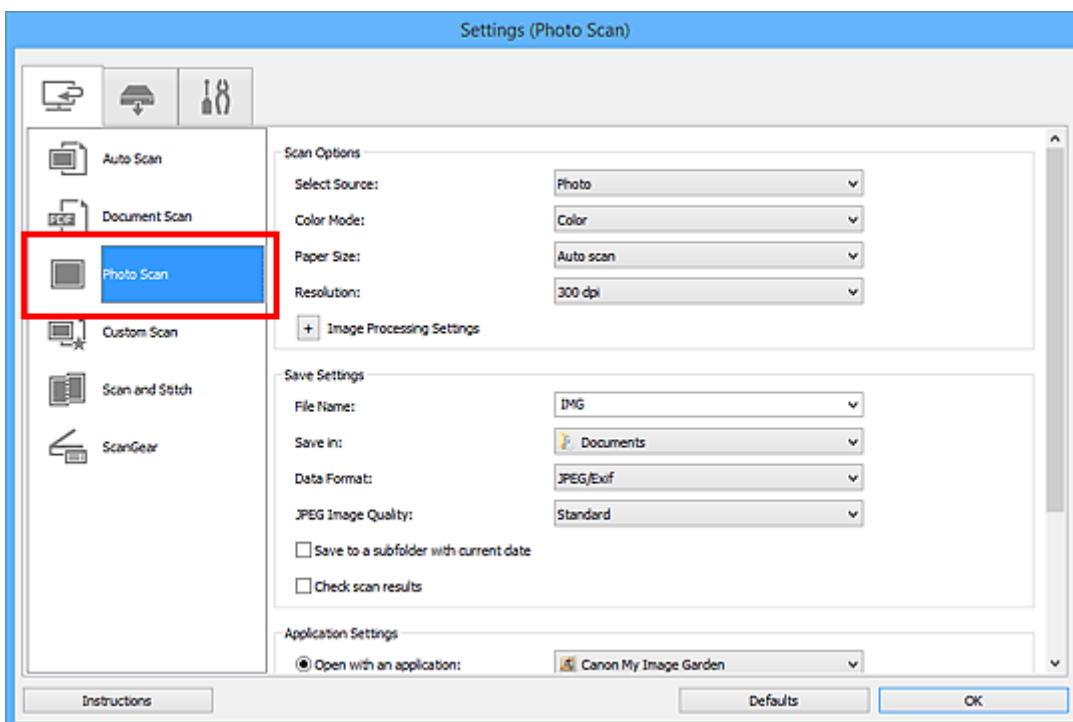 Settings (Photo Scan)
Auto Scan
PDF
Document Scan
Photo Scan
Custom Scan
Scan and Stitch
ScanGear
Scan Options
Select Source: Photo
Color Mode: Color
Paper Size: Auto scan
Resolution: 300 dpi
+ Image Processing Settings
Save Settings
File Name: IMG
Save in: Documents
Data Format: JPEG/Exif
JPEG Image Quality: Standard
Save to a subfolder with current date
Check scan results
Application Settings
Open with an application: Canon My Image Garden
Instructions Defaults OK